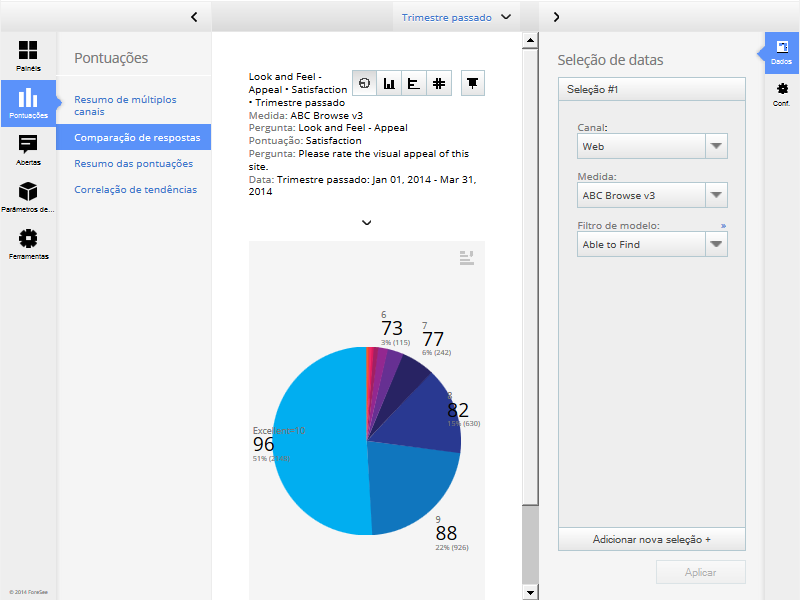 Trimestre passado
Painéis
Pontuações
Abertas
Parâmetros de...
Ferramentas
© 2014 ForeSee
Pontuações
Resumo de múltiplos
canais
Comparação de respostas
Resumo das pontuações
Correlação de tendências
Look and Feel -
Appeal • Satisfaction
• Trimestre passado
Medida: ABC Browse v3
Pergunta: Look and Feel - Appeal
Pontuação: Satisfaction
Pergunta: Please rate the visual appeal of this
site.
Data: Trimestre passado: Jan 01, 2014 - Mar 31,
2014
6
73
3% (115)
7
77
6% (242)
8
82
15% (630)
Excellent=10
96
51%
9
88
22% (926)
Seleção de datas
Seleção #1
Canal:
Web
Medida:
ABC Browse v3
Filtro de modelo: »
Able to Find
Adicionar nova seleção +
Aplicar
Dados
Conf.